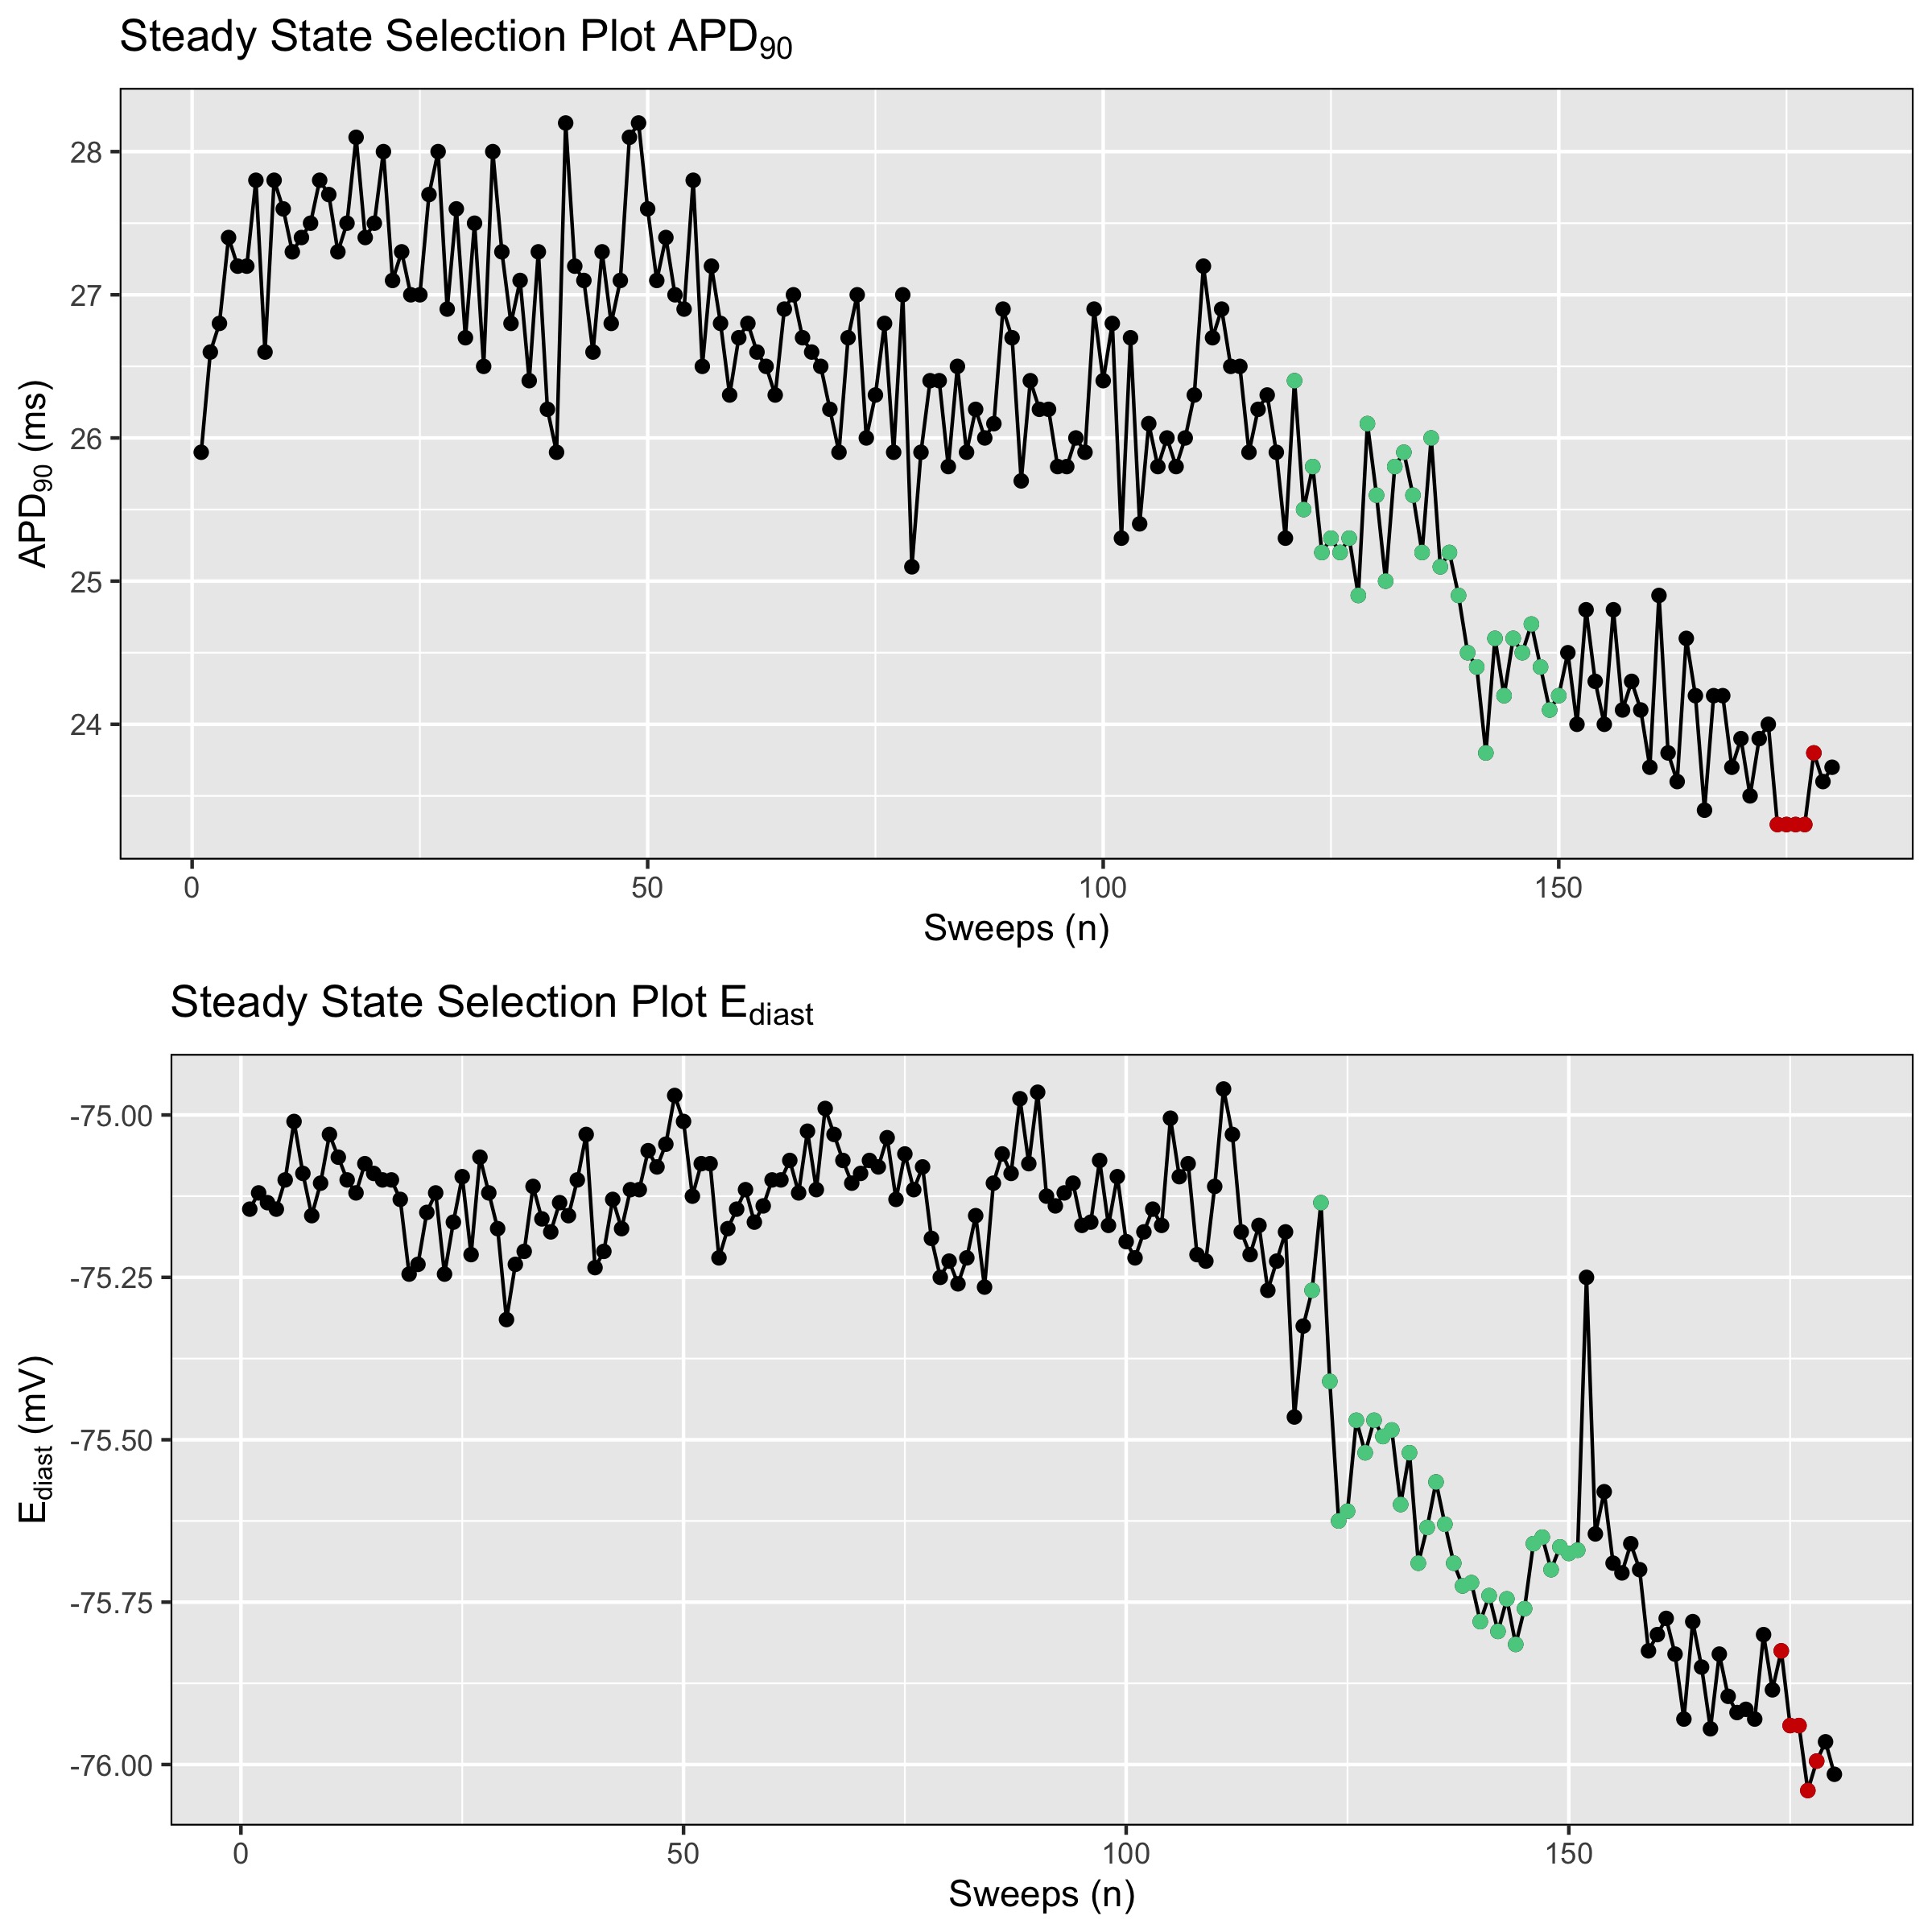 Steady State Selection Plot APD90
28
27
26
25
24
APD90 (ms)
0 50 100 150
Sweeps (n)
Steady State Selection Plot Ediast
-75.00
-75.25
-75.50
-75.75
-76.00
Ediast (mV)
0 50 100 150
Sweeps (n)